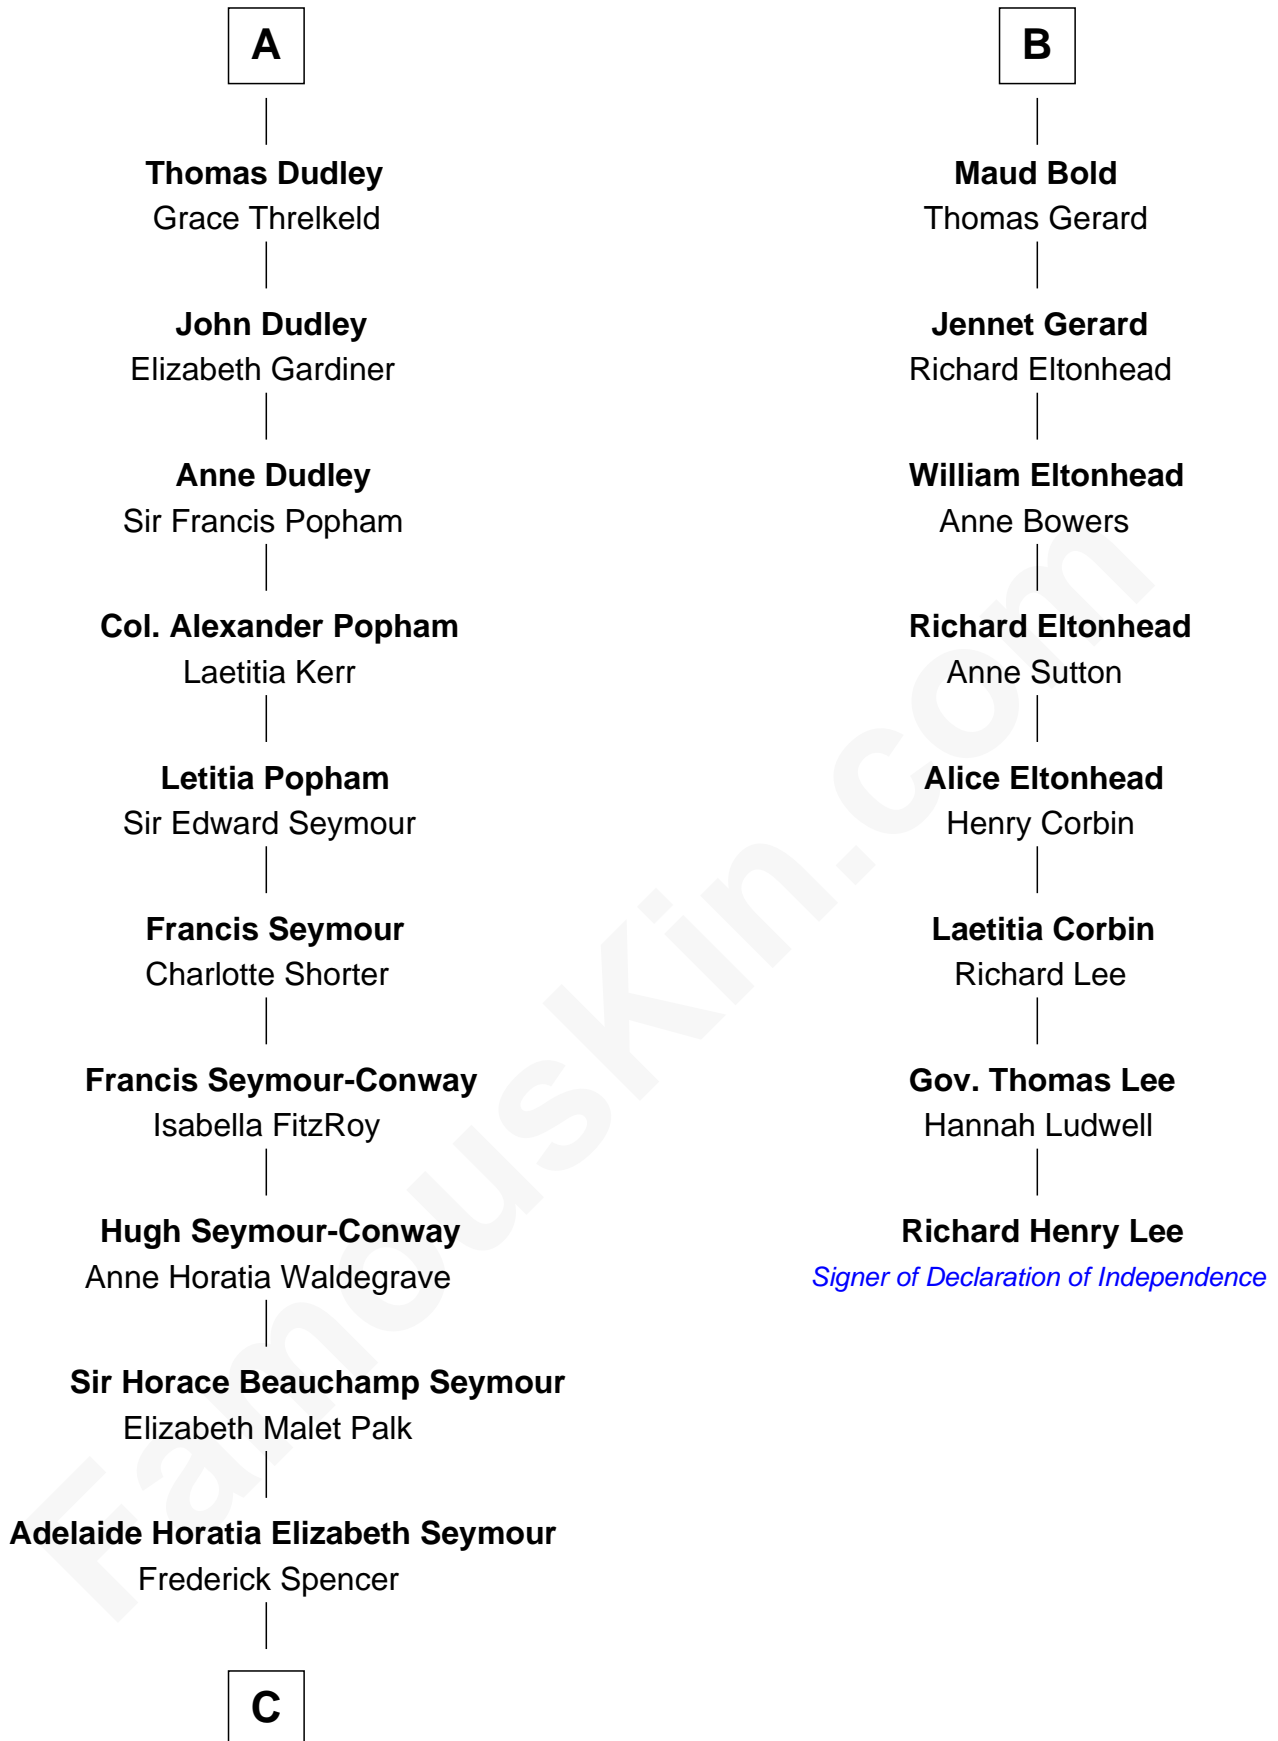 A
Thomas Dudley
Grace Threlkeld
John Dudley
Elizabeth Gardiner
Anne Dudley
Sir Francis Popham
Col. Alexander Popham
Laetitia Kerr
Letitia Popham
Sir Edward Seymour
Francis Seymour
Charlotte Shorter
Francis Seymour-Conway
Isabella FitzRoy
Hugh Seymour-Conway
Anne Horatia Waldegrave
Sir Horace Beauchamp Seymour
Elizabeth Malet Palk
Adelaide Horatia Elizabeth Seymour
Frederick Spencer
C
B
Maud Bold
Thomas Gerard
Jennet Gerard
Richard Eltonhead
William Eltonhead
Anne Bowers
Richard Eltonhead
Anne Sutton
Alice Eltonhead
Henry Corbin
Laetitia Corbin
Richard Lee
Gov. Thomas Lee
Hannah Ludwell
Richard Henry Lee
Signer of Declaration of Independence
FamousKin.com